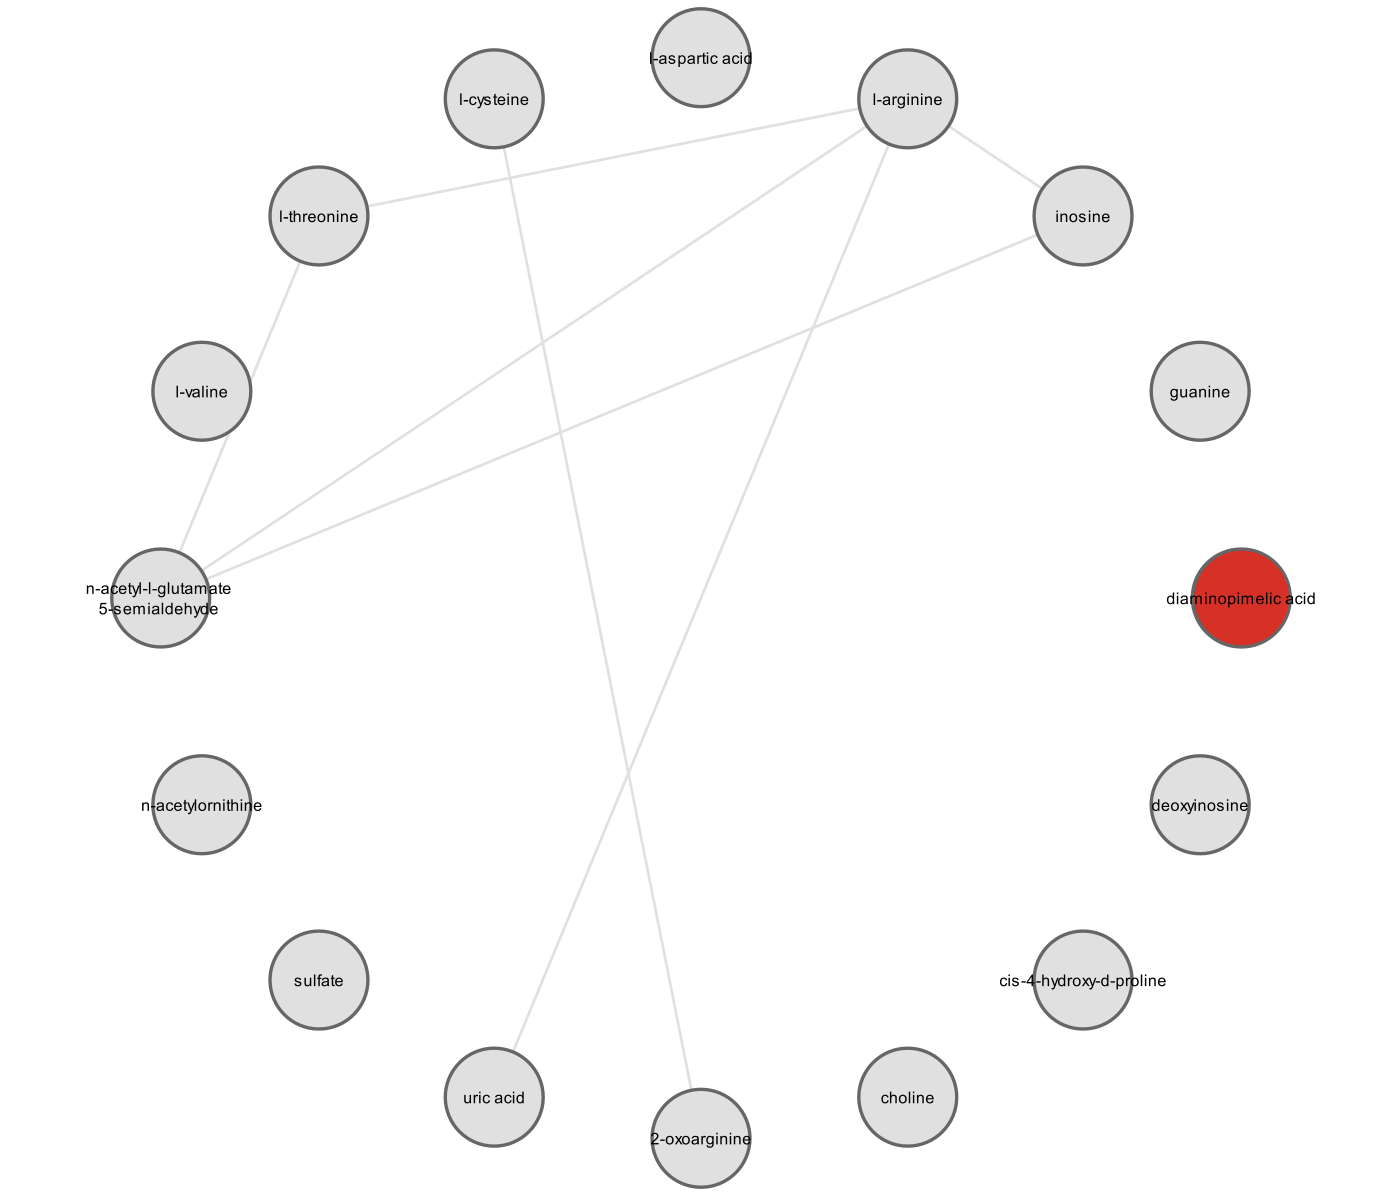 l-aspartic acid
l-cysteine
l-arginine
l-threonine
inosine
l-valine
guanine
n-acetyl-l-glutamate
5-semialdehyde
diaminopimelic acid
n-acetylornithine
deoxyinosine
sulfate
cis-4-hydroxy-d-proline
uric acid
choline
2-oxoarginine